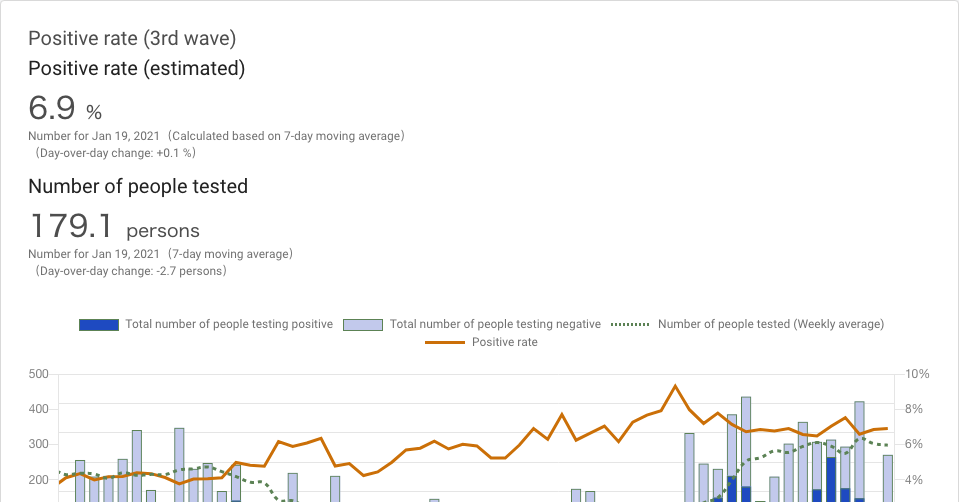 Positive rate (3rd wave)
Positive rate (estimated)
6.9 %
Number for Jan 19, 2021 （Calculated based on 7-day moving average）
（Day-over-day change: +0.1 %）
Number of people tested
179.1 persons
Number for Jan 19, 2021 （7-day moving average）
（Day-over-day change: -2.7 persons）
Total number of people testing positive Total number of people testing negative Number of people tested (Weekly average)
Positive rate
500 10%
400 8%
300 6%
200 4%